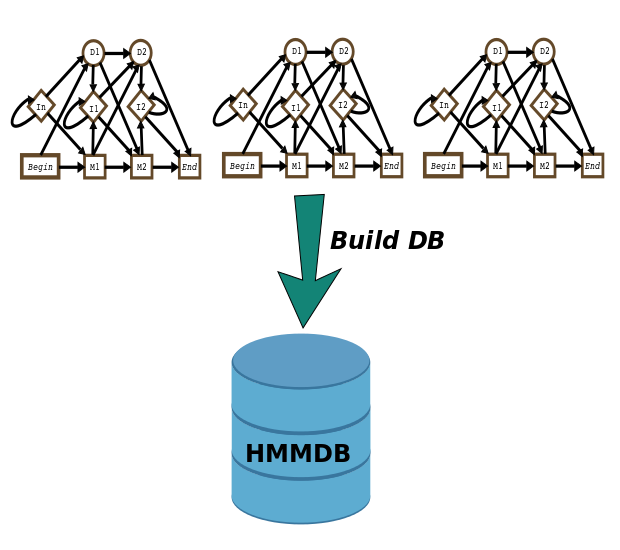 D1 D2 D1 D2 D1 D2
In I1 I2 In I1 I2 In I1 I2
Begin M1 M2 End Begin M1 M2 End Begin M1 M2 End
Build DB
HMMDB